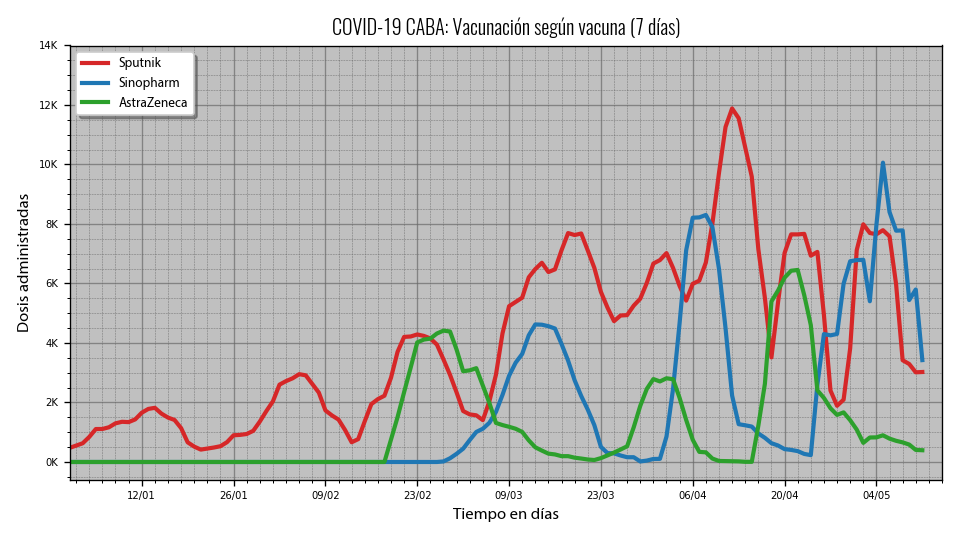 COVID-19 CABA: Vacunación según vacuna (7 días)
Sputnik
Sinopharm
AstraZeneca
14K
12K
10K
8K
6K
4K
2K
0K
Dosis administradas
12/01 26/01 09/02 23/02 09/03 23/03 06/04 20/04 04/05
Tiempo en días